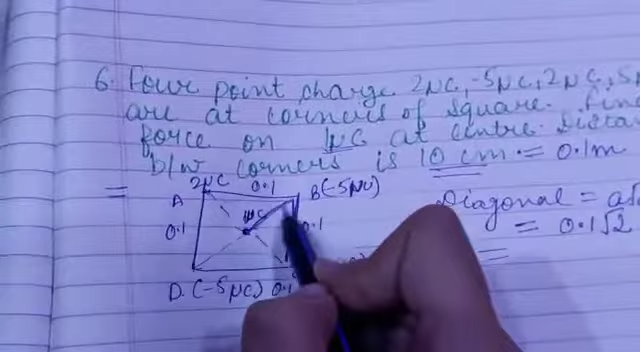 6. Four point charge 2μC, -5μC, 2μC, 5
are at corners of square. Find
force on 1μC at centre. Distan
b/w corners is 10 cm = 0.1m
=
2μC
A 0.1 B(-5μC)
Diagonal = a
0.1 1μC 0.1
= 0.1√2
D. (-5μC) 0.1